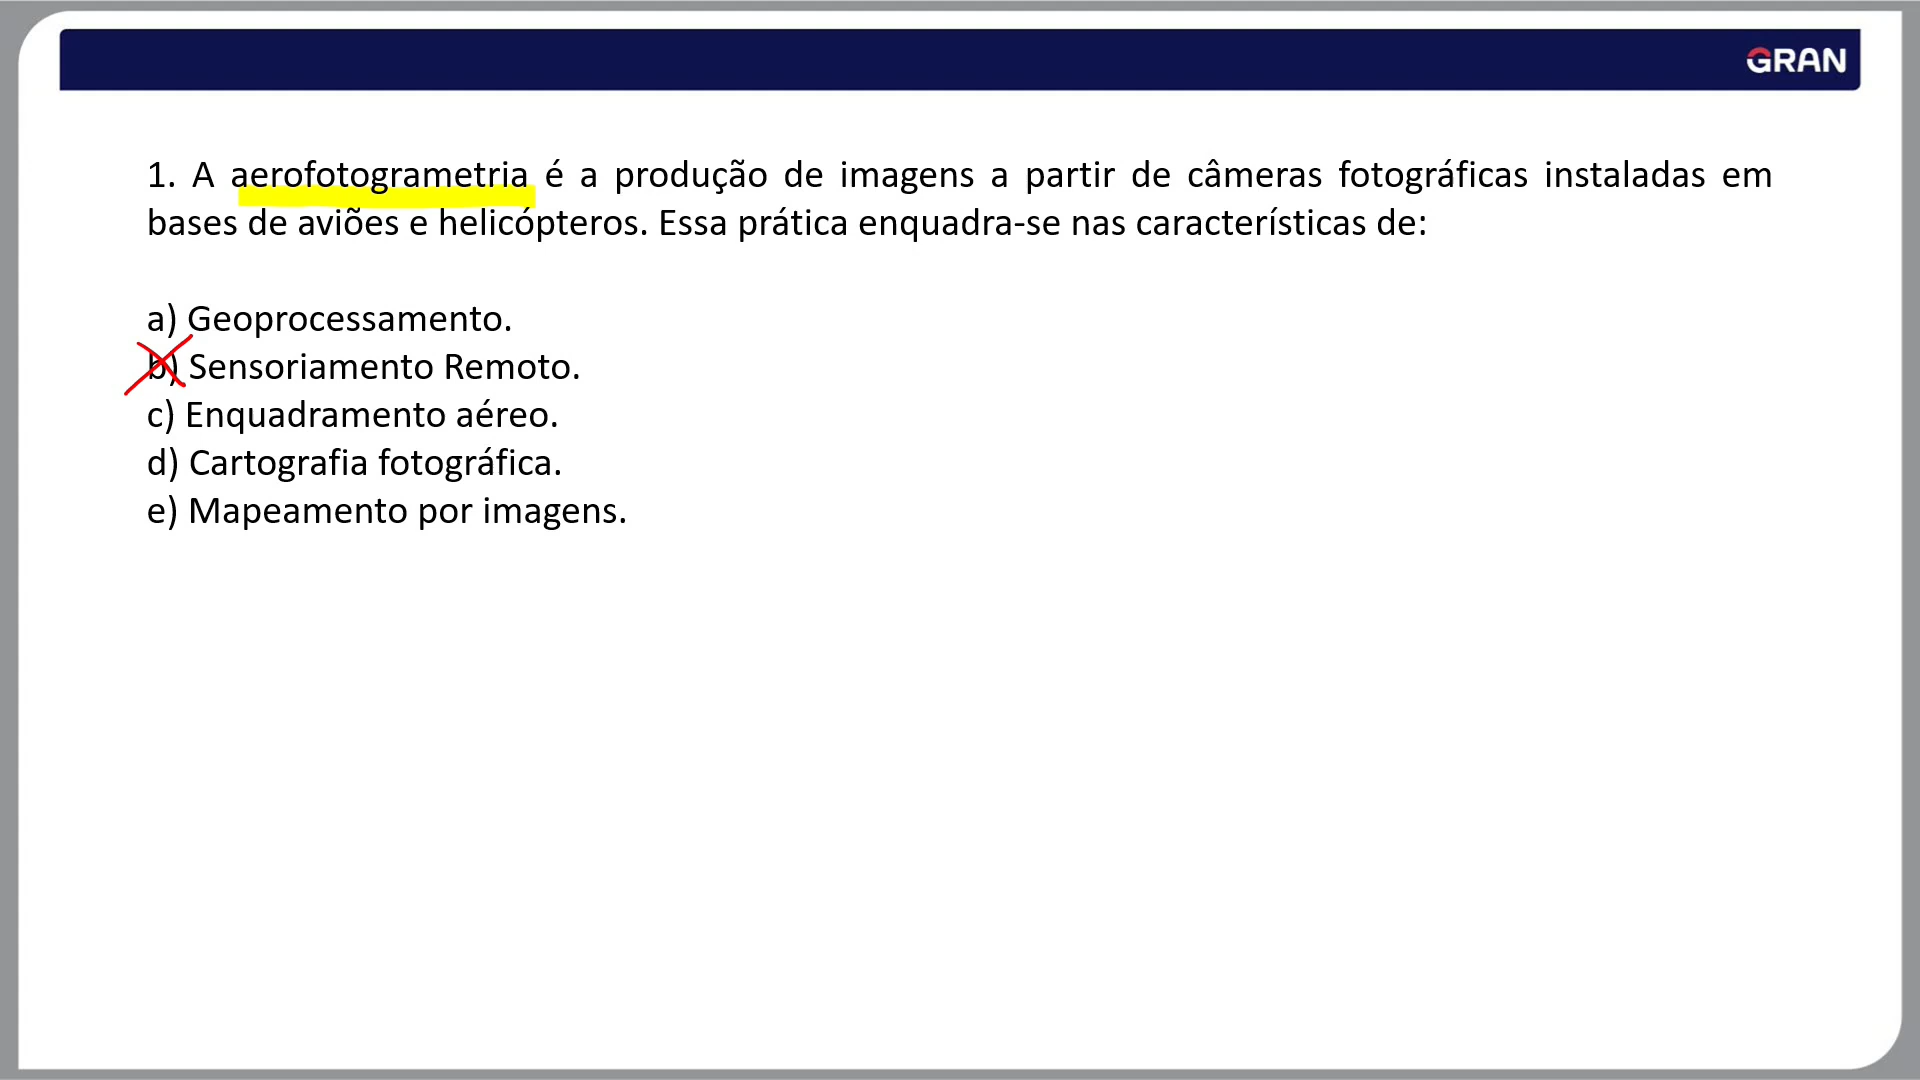 GRAN
1. A aerofotogrametria é a produção de imagens a partir de câmeras fotográficas instaladas em
bases de aviões e helicópteros. Essa prática enquadra-se nas características de:
a) Geoprocessamento.
b) Sensoriamento Remoto.
c) Enquadramento aéreo.
d) Cartografia fotográfica.
e) Mapeamento por imagens.